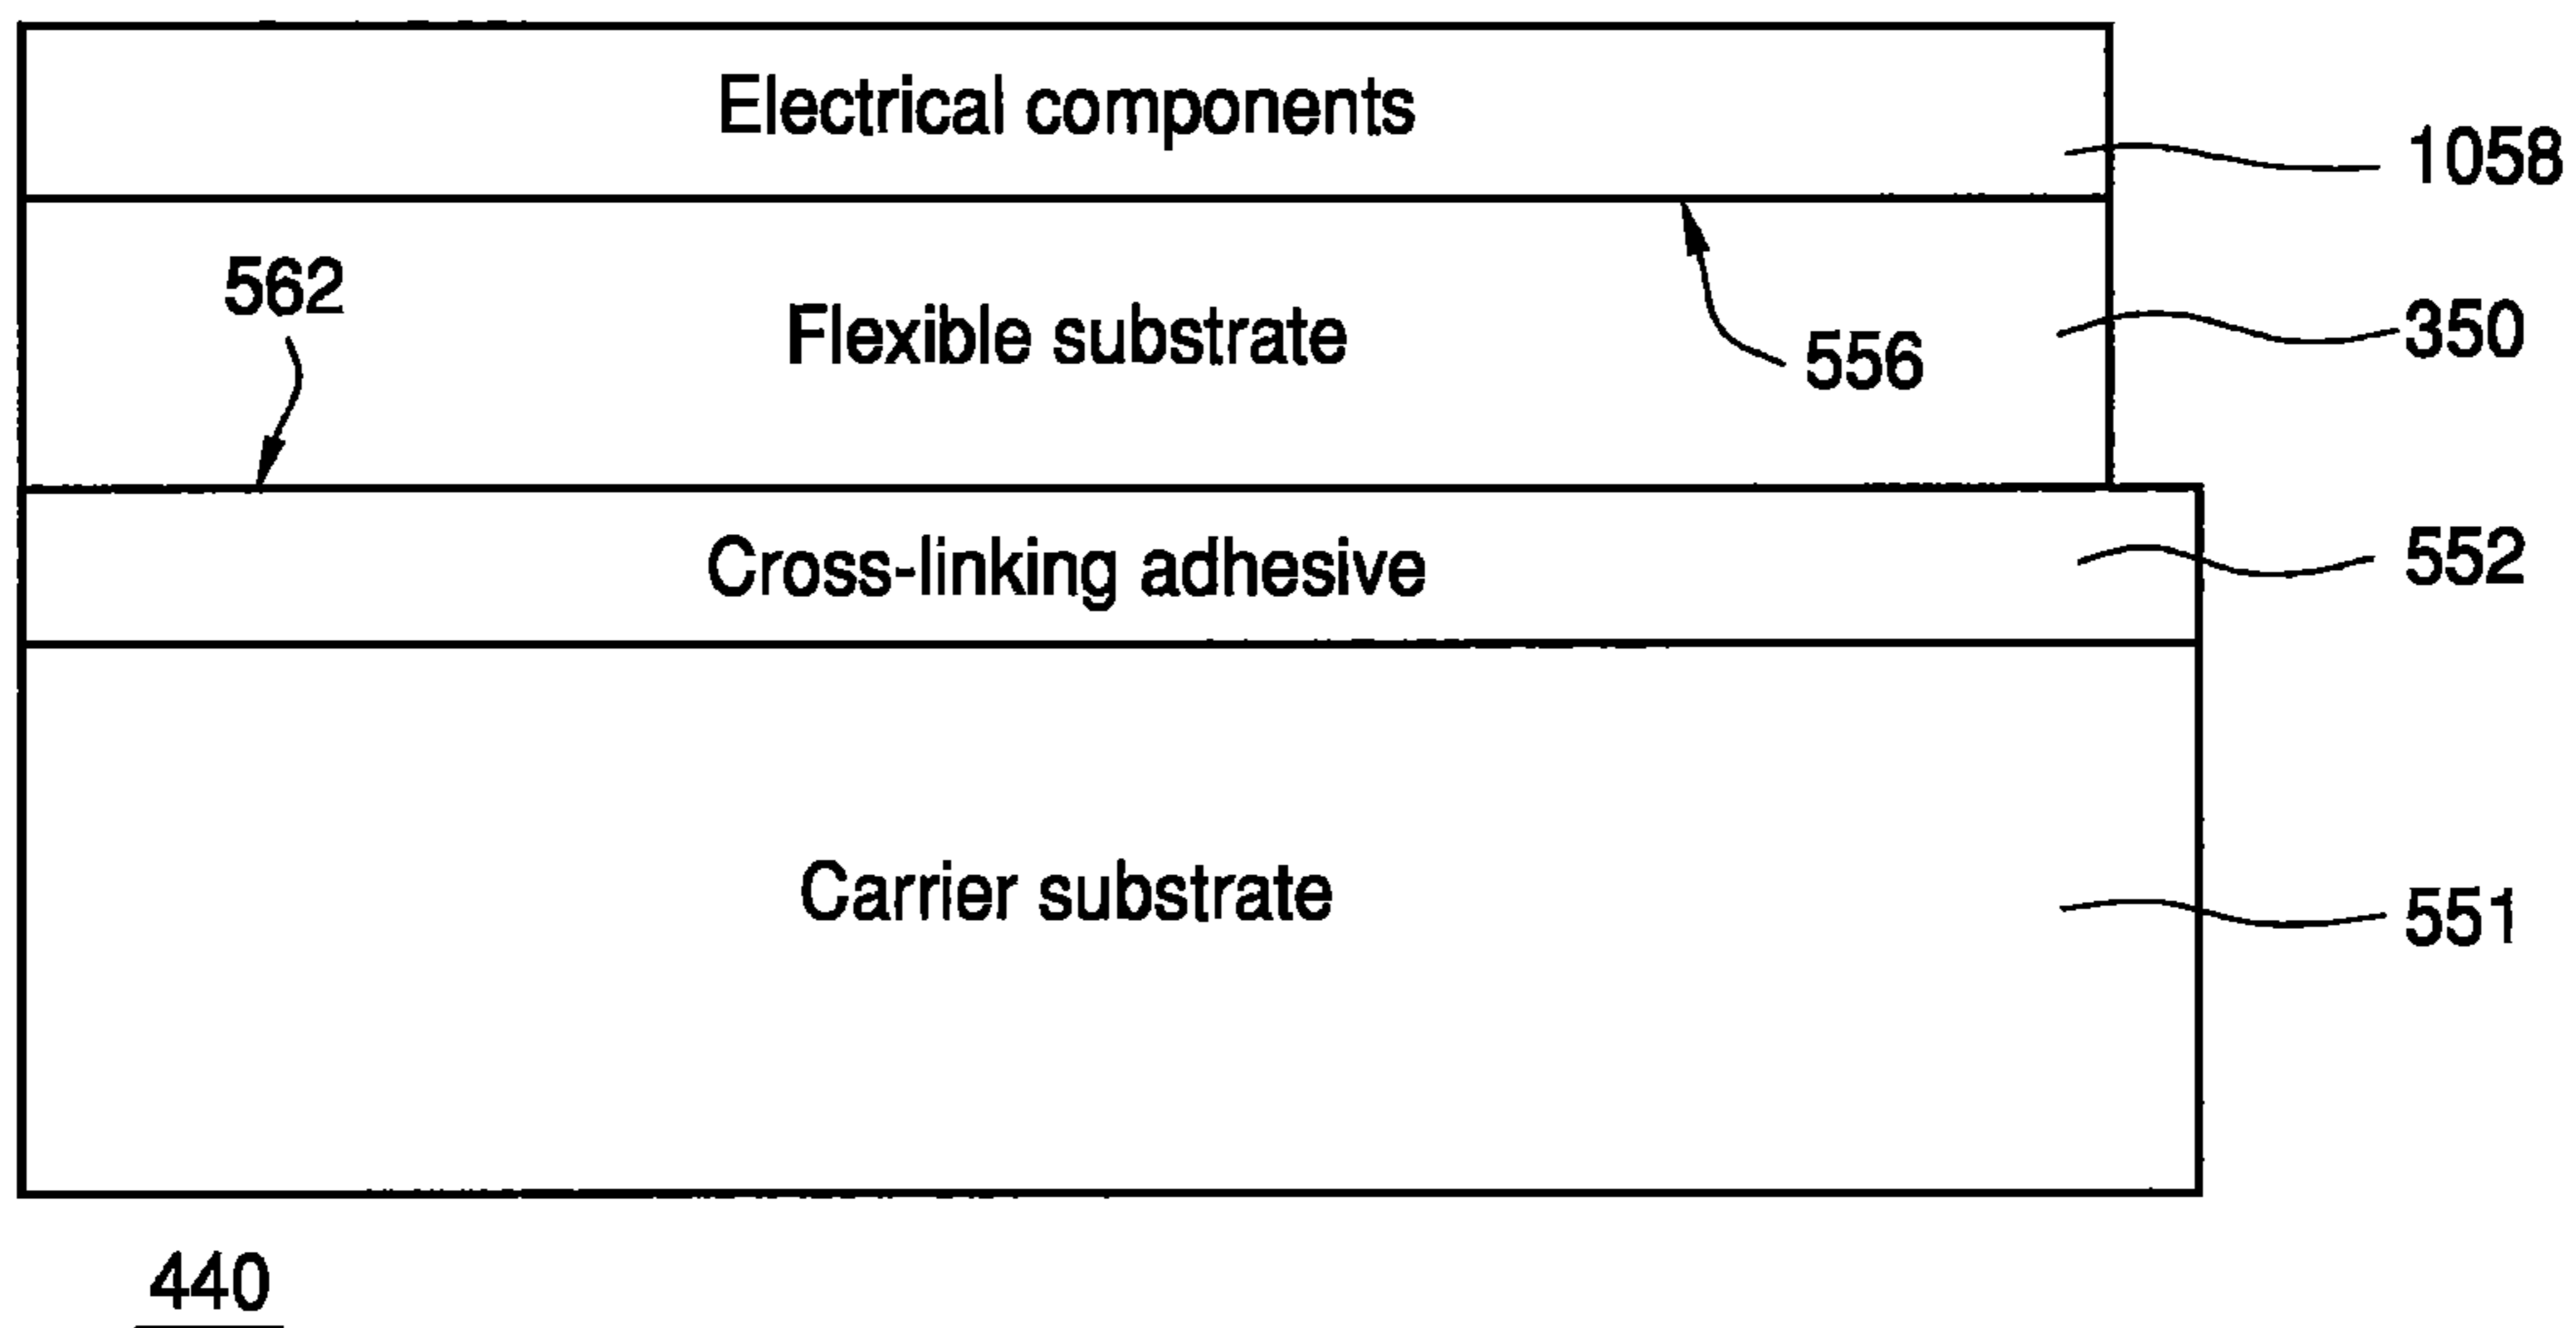 Electrical components
1058
562
Flexible substrate
556
350
Cross-linking adhesive
552
Carrier substrate
551
440